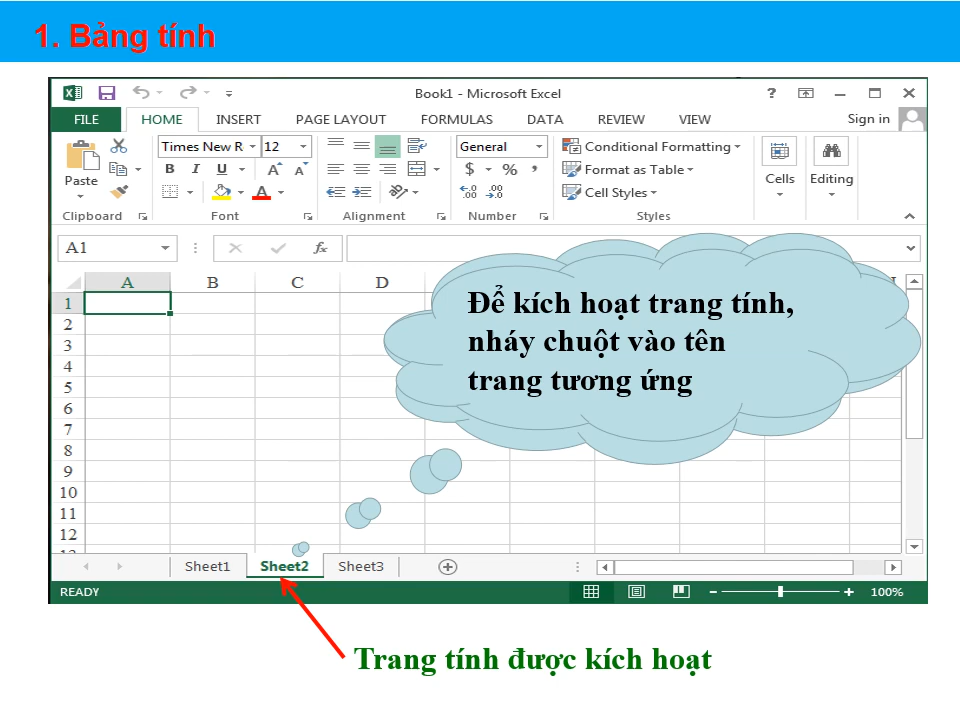 1. Bảng tính
Book1 - Microsoft Excel
?
FILE HOME INSERT PAGE LAYOUT FORMULAS DATA REVIEW VIEW Sign in
Times New R 12 General Conditional Formatting
Paste B I U A A $ % , Format as Table Cells Editing
A .00 .00 Cell Styles
Clipboard Font Alignment Number Styles
A1 fx
A B C D
1
2
3
4
5
6
7
8
9
10
11
12
Để kích hoạt trang tính,
nháy chuột vào tên
trang tương ứng
Sheet1 Sheet2 Sheet3
READY 100%
Trang tính được kích hoạt